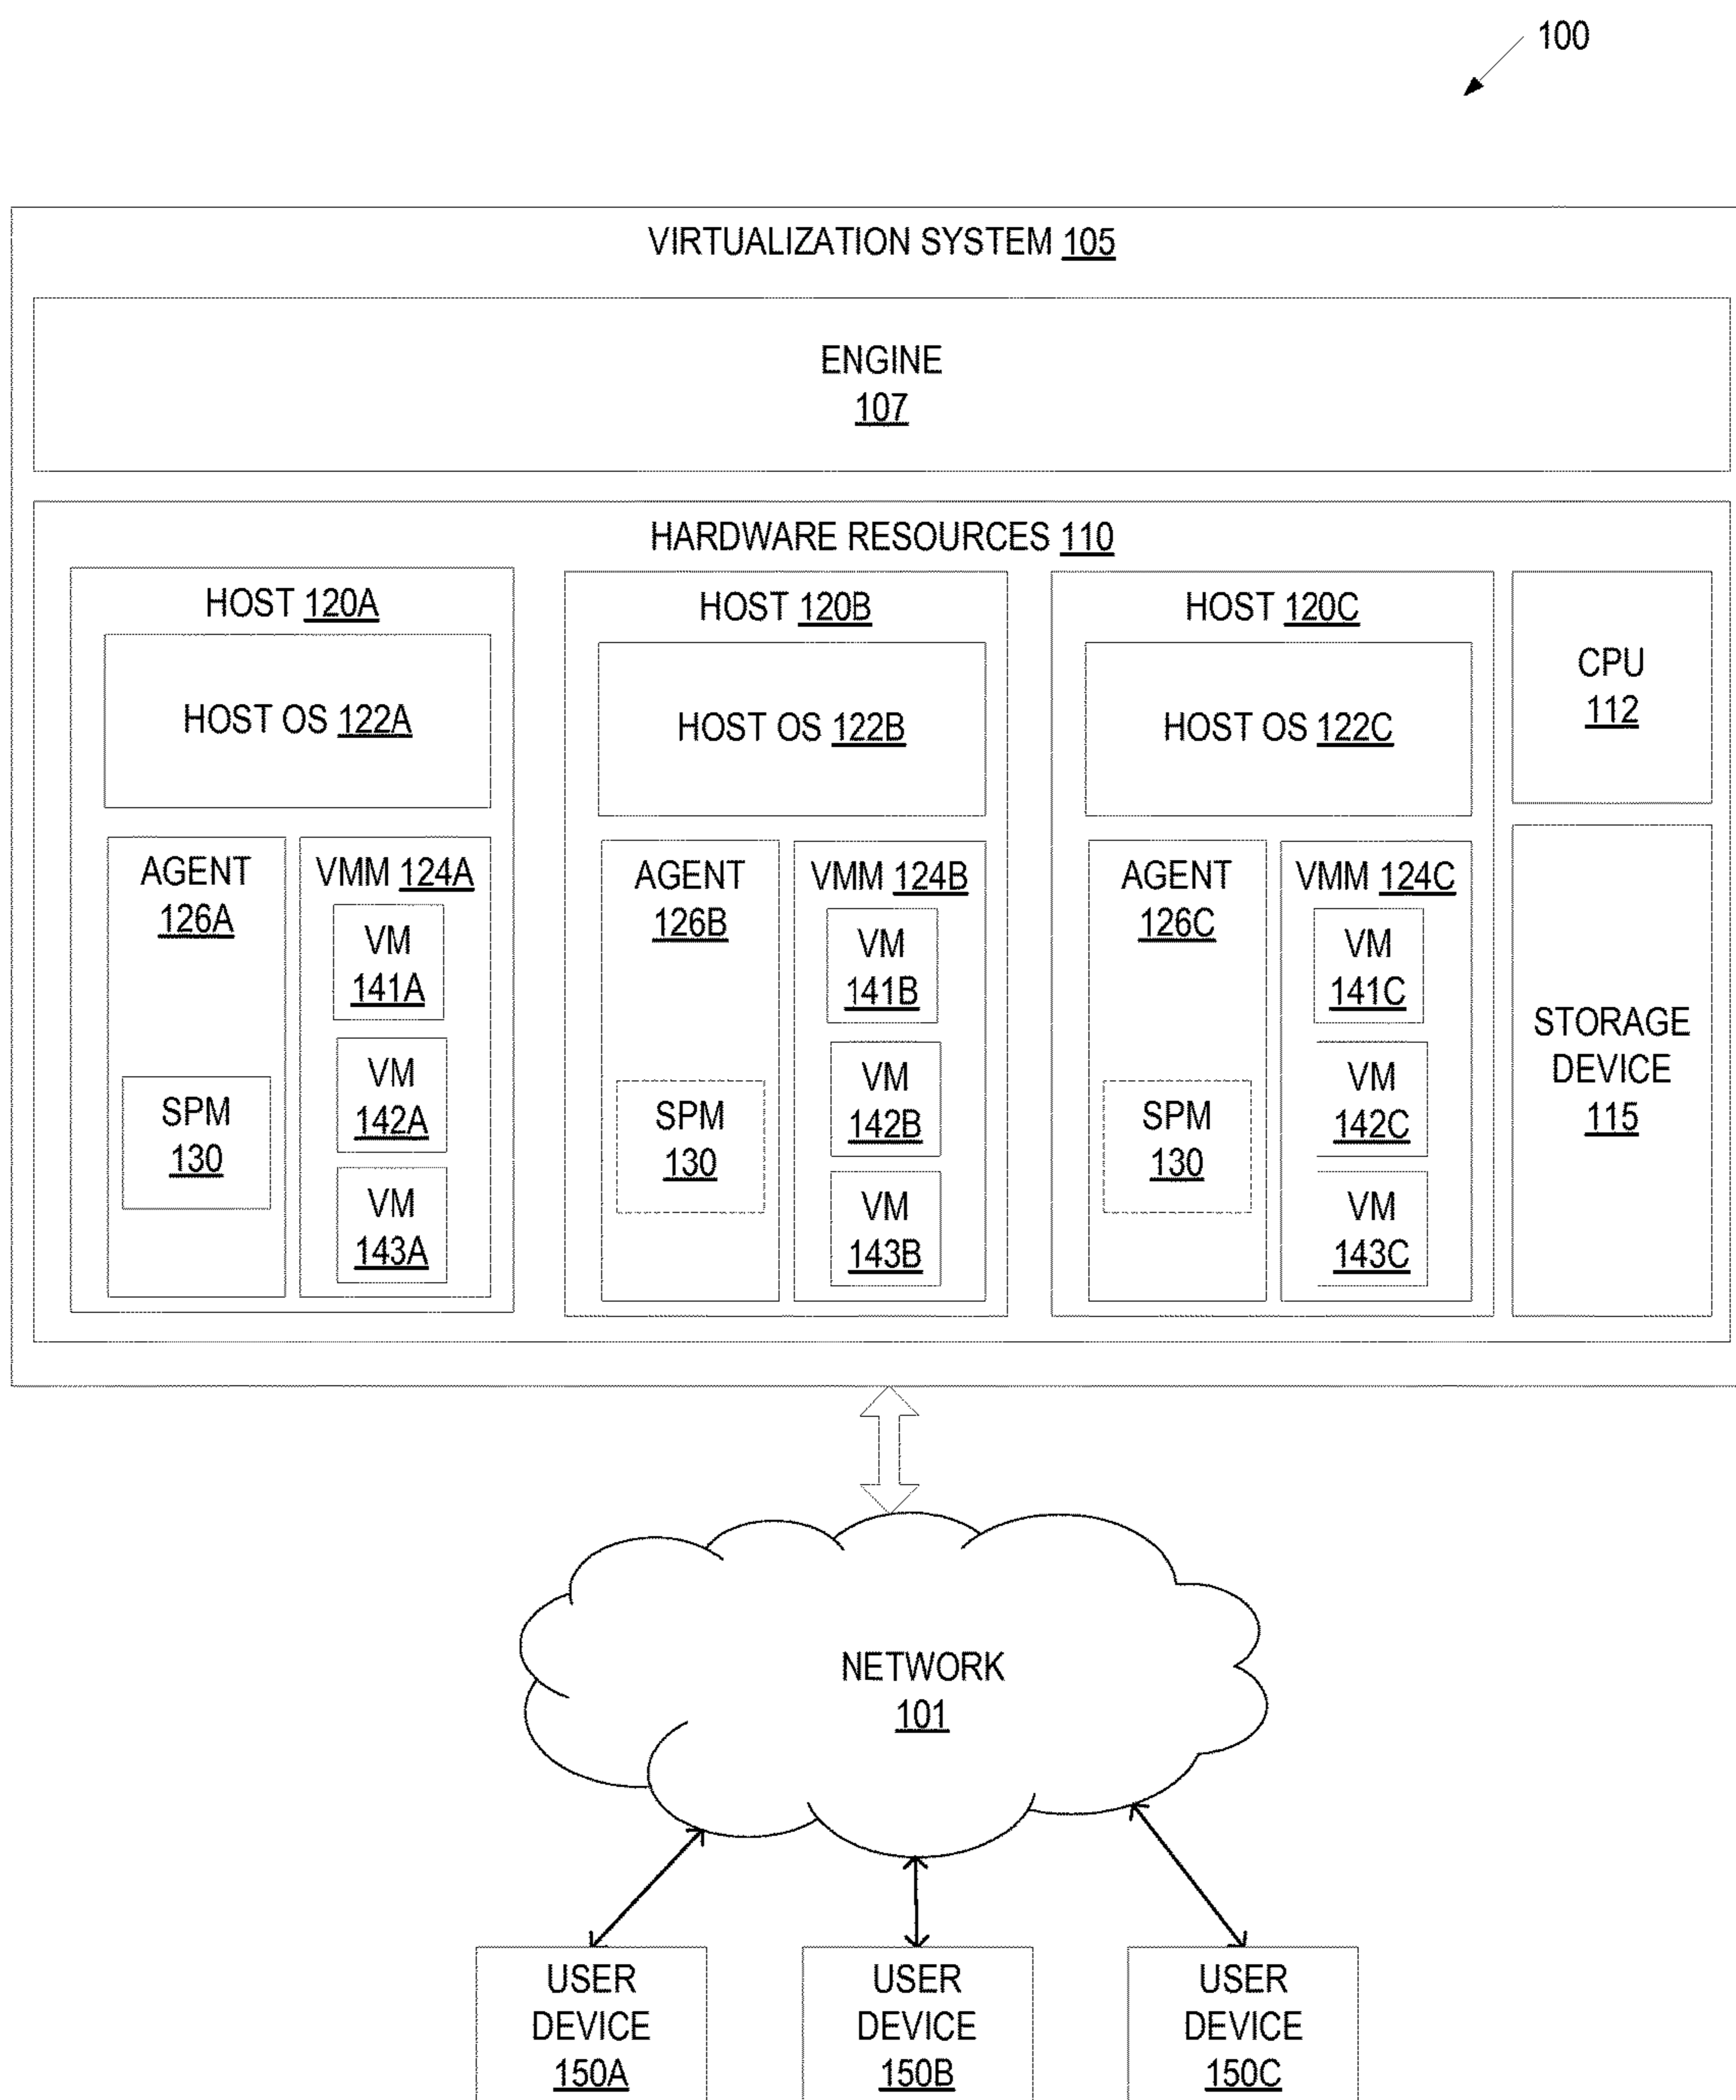 100
VIRTUALIZATION SYSTEM 105
ENGINE
107
HARDWARE RESOURCES 110
HOST 120A
HOST OS 122A
AGENT
126A
SPM
130
VMM 124A
VM
141A
VM
142A
VM
143A
HOST 120B
HOST OS 122B
AGENT
126B
SPM
130
VMM 124B
VM
141B
VM
142B
VM
143B
HOST 120C
HOST OS 122C
AGENT
126C
SPM
130
VMM 124C
VM
141C
VM
142C
VM
143C
CPU
112
STORAGE
DEVICE
115
NETWORK
101
USER
DEVICE
150A
USER
DEVICE
150B
USER
DEVICE
150C